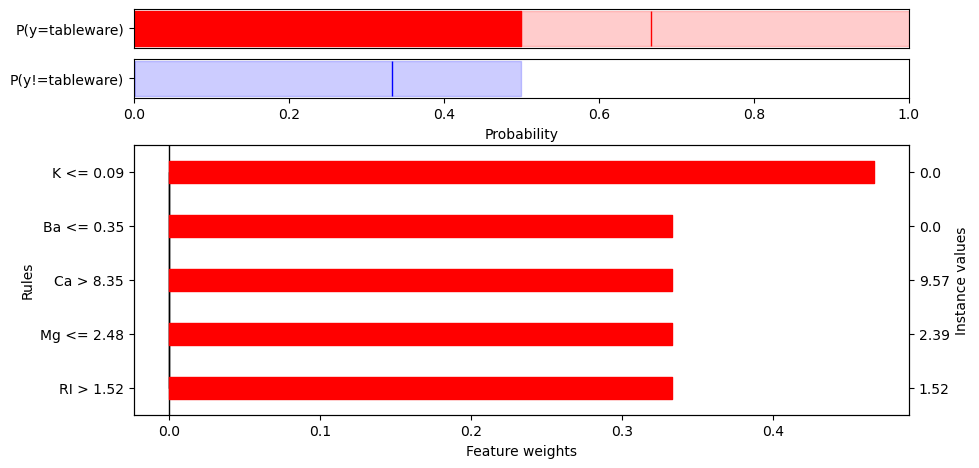 P(y=tableware)
P(y!=tableware)
0.0 0.2 0.4 0.6 0.8 1.0
Probability
Rules
K <= 0.09 0.0
Ba <= 0.35 0.0
Ca > 8.35 9.57
Mg <= 2.48 2.39
RI > 1.52 1.52
Instance values
0.0 0.1 0.2 0.3 0.4
Feature weights